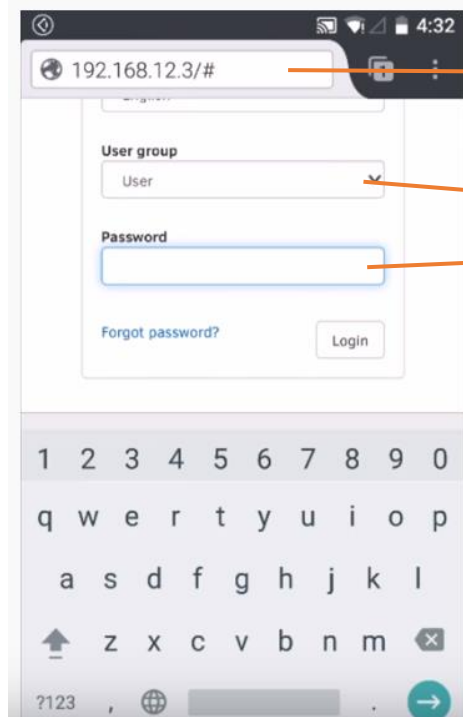 4:32
192.168.12.3/#
English
User group
User
Password
Forgot password?
Login
1 2 3 4 5 6 7 8 9 0
q w e r t y u i o p
a s d f g h j k l
z x c v b n m
?123 , .